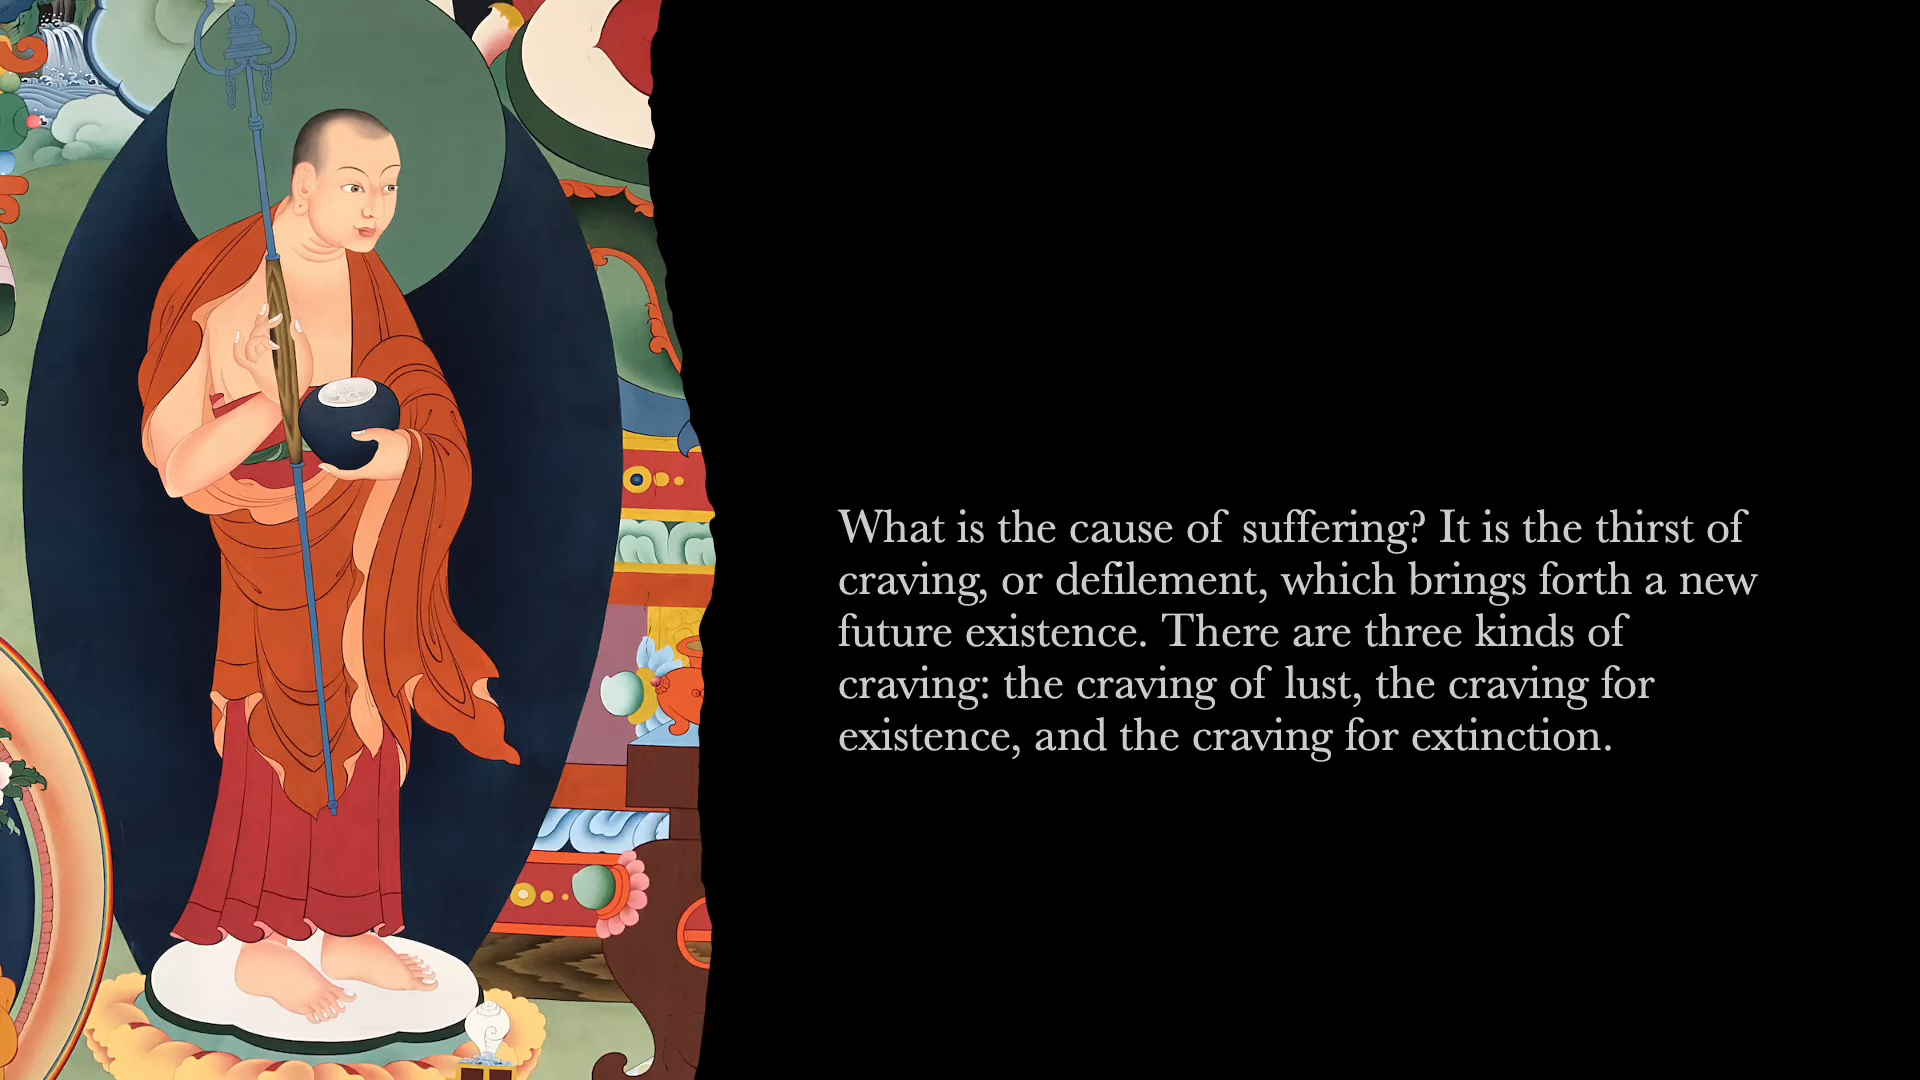 What is the cause of suffering? It is the thirst of
craving, or defilement, which brings forth a new
future existence. There are three kinds of
craving: the craving of lust, the craving for
existence, and the craving for extinction.